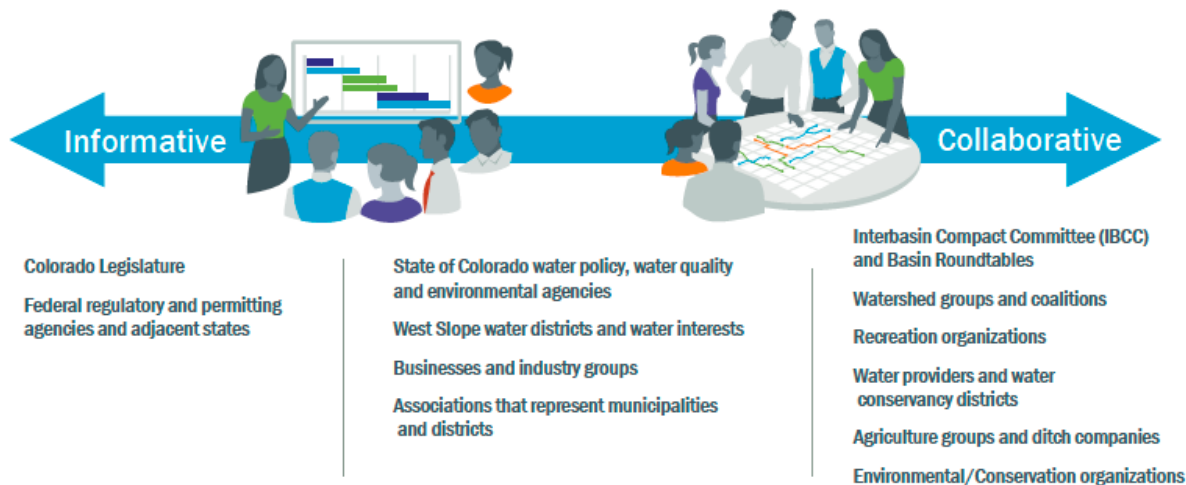 Informative
Collaborative
Colorado Legislature
Federal regulatory and permitting
agencies and adjacent states
State of Colorado water policy, water quality
and environmental agencies
West Slope water districts and water interests
Businesses and industry groups
Associations that represent municipalities
and districts
Interbasin Compact Committee (IBCC)
and Basin Roundtables
Watershed groups and coalitions
Recreation organizations
Water providers and water
conservancy districts
Agriculture groups and ditch companies
Environmental/Conservation organizations